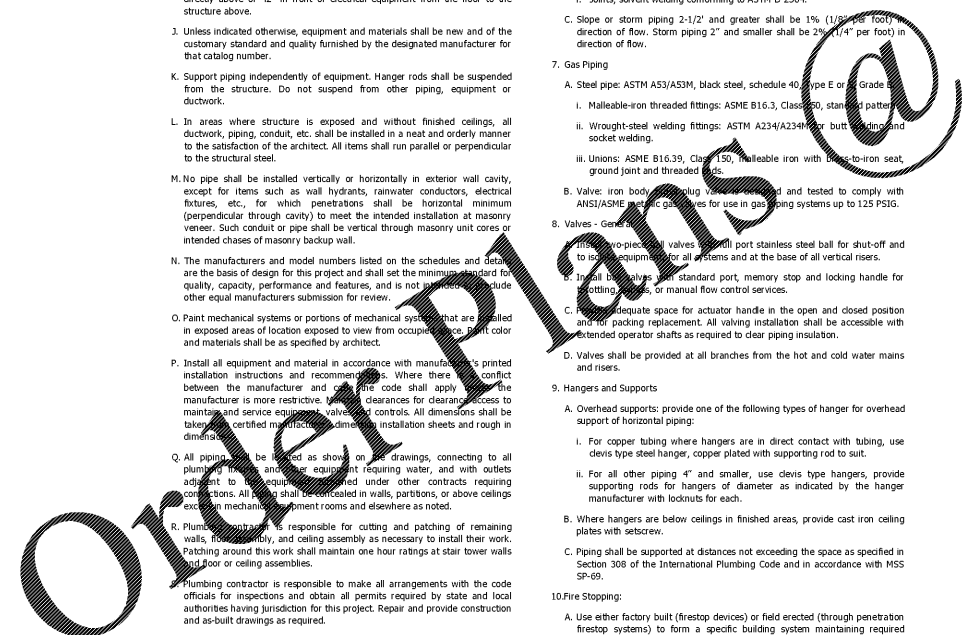 directly above or 42" in front of electrical equipment from the floor to the
structure above.
J. Unless indicated otherwise, equipment and materials shall be new and of the
customary standard and quality furnished by the designated manufacturer for
that catalog number.
K. Support piping independently of equipment. Hanger rods shall be suspended
from the structure. Do not suspend from other piping, equipment or
ductwork.
L. In areas where structure is exposed and without finished ceilings, all
ductwork, piping, conduit, etc. shall be installed in a neat and orderly manner
to the satisfaction of the architect. All items shall run parallel or perpendicular
to the structural steel.
M. No pipe shall be installed vertically or horizontally in exterior wall cavity,
except for items such as wall hydrants, rainwater conductors, electrical
fixtures, etc., for which penetrations shall be horizontal minimum
(perpendicular through cavity) to meet the intended installation at masonry
veneer. Such conduit or pipe shall be vertical through masonry unit cores or
intended chases of masonry backup wall.
N. The manufacturers and model numbers listed on the schedules and details
are the basis of design for this project and shall set the minimum standard for
quality, capacity, performance and features, and is not intended to preclude
other equal manufacturers submission for review.
O. Paint mechanical systems or portions of mechanical systems that are installed
in exposed areas of location exposed to view from occupied space. Paint color
and materials shall be as specified by architect.
P. Install all equipment and material in accordance with manufacturer's printed
installation instructions and recommendations. Where there is a conflict
between the manufacturer and code, the code shall apply unless the
manufacturer is more restrictive. Maintain clearances for clearance access to
maintain and service equipment, valves and controls. All dimensions shall be
taken from certified manufacturer's dimension installation sheets and rough in
dimensions.
Q. All piping shall be located as shown on the drawings, connecting to all
plumbing fixtures and other equipment requiring water, and with outlets
adjacent to the equipment furnished under other contracts requiring
connections. All piping shall be concealed in walls, partitions, or above ceilings
except in mechanical equipment rooms and elsewhere as noted.
R. Plumbing contractor is responsible for cutting and patching of remaining
walls, floor assembly, and ceiling assembly as necessary to install their work.
Patching around this work shall maintain one hour ratings at stair tower walls
and floor or ceiling assemblies.
S. Plumbing contractor is responsible to make all arrangements with the code
officials for inspections and obtain all permits required by state and local
authorities having jurisdiction for this project. Repair and provide construction
and as-built drawings as required.
i. Joints, solvent welding conforming to ASTM D 2564.
C. Slope or storm piping 2-1/2' and greater shall be 1% (1/8" per foot) in
direction of flow. Storm piping 2" and smaller shall be 2% (1/4" per foot) in
direction of flow.
7. Gas Piping
A. Steel pipe: ASTM A53/A53M, black steel, schedule 40, Type E or S, Grade B.
i. Malleable-iron threaded fittings: ASME B16.3, Class 150, standard pattern
ii. Wrought-steel welding fittings: ASTM A234/A234M for butt welding and
socket welding.
iii. Unions: ASME B16.39, Class 150, malleable iron with brass-to-iron seat,
ground joint and threaded ends.
B. Valve: iron body plug valve is designed and tested to comply with
ANSI/ASME metallic gas valves for use in gas piping systems up to 125 PSIG.
8. Valves - General
A. Install two-piece ball valves with full port stainless steel ball for shut-off and
to isolate equipment, for all systems and at the base of all vertical risers.
B. Install ball valves with standard port, memory stop and locking handle for
throttling, bypass, or manual flow control services.
C. Provide adequate space for actuator handle in the open and closed position
and for packing replacement. All valving installation shall be accessible with
extended operator shafts as required to clear piping insulation.
D. Valves shall be provided at all branches from the hot and cold water mains
and risers.
9. Hangers and Supports
A. Overhead supports: provide one of the following types of hanger for overhead
support of horizontal piping:
i. For copper tubing where hangers are in direct contact with tubing, use
clevis type steel hanger, copper plated with supporting rod to suit.
ii. For all other piping 4" and smaller, use clevis type hangers, provide
supporting rods for hangers of diameter as indicated by the hanger
manufacturer with locknuts for each.
B. Where hangers are below ceilings in finished areas, provide cast iron ceiling
plates with setscrew.
C. Piping shall be supported at distances not exceeding the space as specified in
Section 308 of the International Plumbing Code and in accordance with MSS
SP-69.
10.Fire Stopping:
A. Use either factory built (firestop devices) or field erected (through penetration
firestop systems) to form a specific building system maintaining required
Order Plans @